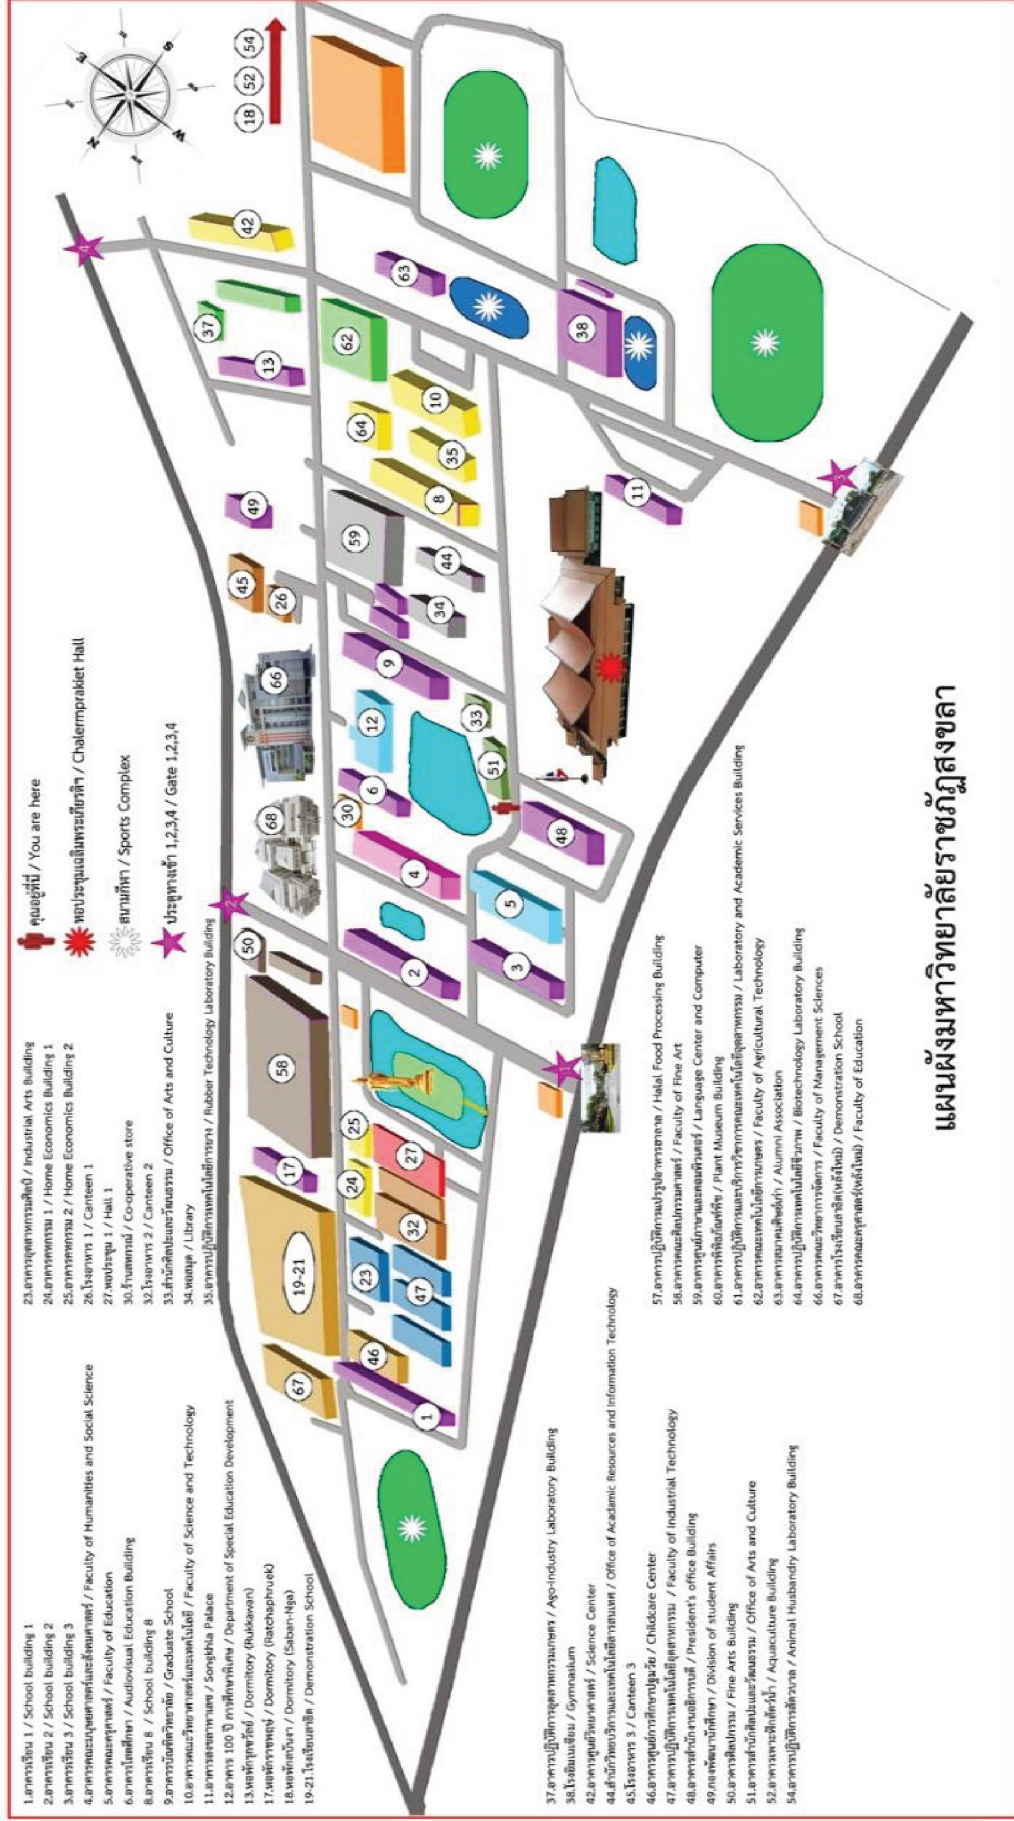 แผนผังมหาวิทยาลัยราชภัฏสงขลา
1.อาคารเรียน 1 / School building 1
2.อาคารเรียน 2 / School building 2
3.อาคารเรียน 3 / School building 3
4.อาคารคณะมนุษยศาสตร์และสังคมศาสตร์ / Faculty of Humanities and Social Science
5.อาคารคณะครุศาสตร์ / Faculty of Education
6.อาคารโสตศึกษา / Audiovisual Education Building
8.อาคารเรียน 8 / School building 8
9.อาคารบัณฑิตวิทยาลัย / Graduate School
10.อาคารคณะวิทยาศาสตร์และเทคโนโลยี / Faculty of Science and Technology
11.อาคารสงขลาพาเลซ / Songkhla Palace
12.อาคาร 100 ปี การศึกษาพิเศษ / Department of Special Education Development
13.หอพักรุกขวัลย์ / Dormitory (Rukkawan)
17.หอพักราชพฤกษ์ / Dormitory (Ratchaphruek)
18.หอพักสบันงา / Dormitory (Saban-Nga)
19-21.โรงเรียนสาธิต / Demonstration School
23.อาคารอุตสาหกรรมศิลป์ / Industrial Arts Building
24.อาคารคหกรรม 1 / Home Economics Building 1
25.อาคารคหกรรม 2 / Home Economics Building 2
26.โรงอาหาร 1 / Canteen 1
27.หอประชุม 1 / Hall 1
30.ร้านสหกรณ์ / Co-operative store
32.โรงอาหาร 2 / Canteen 2
33.สำนักศิลปะและวัฒนธรรม / Office of Arts and Culture
34.หอสมุด / Library
35.อาคารปฏิบัติการเทคโนโลยีการยาง / Rubber Technology Laboratory Building
คุณอยู่ที่นี่ / You are here
หอประชุมเฉลิมพระเกียรติฯ / Chalermprakiet Hall
สนามกีฬา / Sports Complex
ประตูทางเข้า 1,2,3,4 / Gate 1,2,3,4
37.อาคารปฏิบัติการอุตสาหกรรมเกษตร / Ago-Industry Laboratory Building
38.โรงยิมเนเซียม / Gymnasium
42.อาคารศูนย์วิทยาศาสตร์ / Science Center
44.สำนักวิทยบริการและเทคโนโลยีสารสนเทศ / Office of Academic Resources and Information Technology
45.โรงอาหาร 3 / Canteen 3
46.อาคารศูนย์การศึกษาปฐมวัย / Childcare Center
47.อาคารปฏิบัติการเทคโนโลยีอุตสาหกรรม / Faculty of Industrial Technology
48.อาคารสำนักงานอธิการบดี / President's office Building
49.กองพัฒนานักศึกษา / Division of student Affairs
50.อาคารศิลปกรรม / Fine Arts Building
51.อาคารสำนักศิลปะและวัฒนธรรม / Office of Arts and Culture
52.อาคารเพาะฟักสัตว์น้ำ / Aquaculture Building
54.อาคารปฏิบัติการสัตวบาล / Animal Husbandry Laboratory Building
57.อาคารปฏิบัติการแปรรูปอาหารฮาลาล / Halal Food Processing Building
58.อาคารคณะศิลปกรรมศาสตร์ / Faculty of Fine Art
59.อาคารศูนย์ภาษาและคอมพิวเตอร์ / Language Center and Computer
60.อาคารพิพิธภัณฑ์พืช / Plant Museum Building
61.อาคารปฏิบัติการและบริการวิชาการคณะเทคโนโลยีอุตสาหกรรม / Laboratory and Academic Services Building
62.อาคารคณะเทคโนโลยีการเกษตร / Faculty of Agricultural Technology
63.อาคารสมาคมศิษย์เก่า / Alumni Association
64.อาคารปฏิบัติการเทคโนโลยีชีวภาพ / Biotechnology Laboratory Building
66.อาคารคณะวิทยาการจัดการ / Faculty of Management Sciences
67.อาคารโรงเรียนสาธิต(หลังใหม่) / Demonstration School
68.อาคารคณะครุศาสตร์(หลังใหม่) / Faculty of Education
N
E
S
W
18 52 54
4
42
37
13
62
63
38
10
64
35
8
11
3
49
45
26
59
44
34
9
66
12
33
51
6
30
68
4
48
5
2
2
3
50
58
1
25
24
27
17
32
19-21
23
47
46
67
1